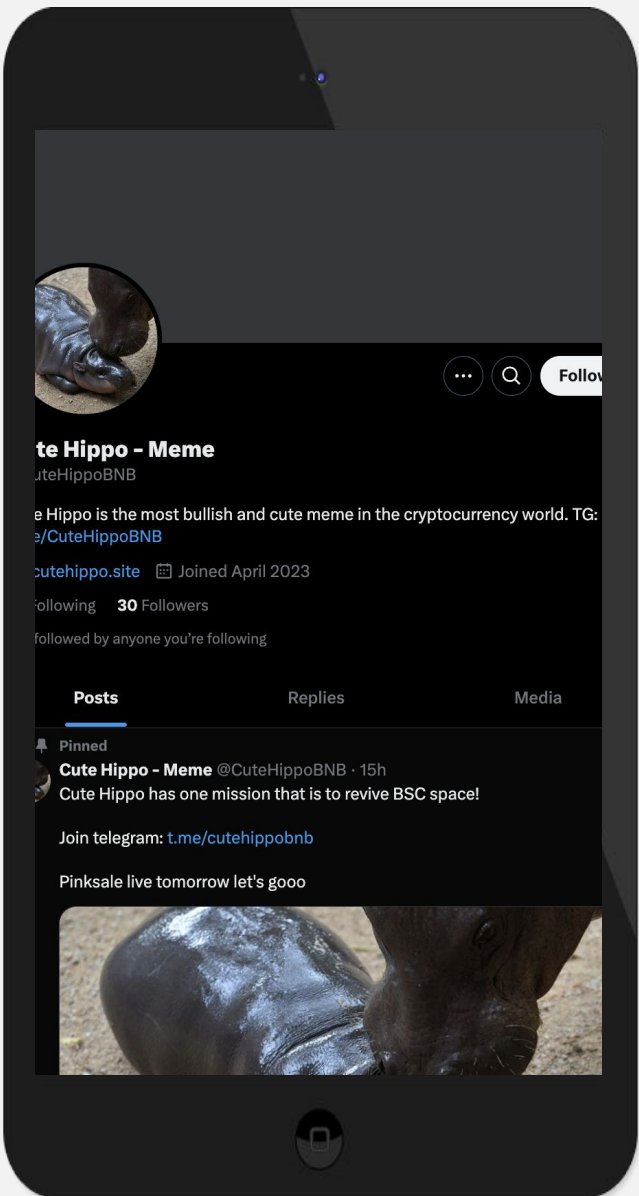 Follow
te Hippo - Meme
uteHippoBNB
e Hippo is the most bullish and cute meme in the cryptocurrency world. TG:
e/CuteHippoBNB
cutehippo.site Joined April 2023
ollowing 30 Followers
followed by anyone you're following
Posts Replies Media
Pinned
Cute Hippo - Meme @CuteHippoBNB · 15h
Cute Hippo has one mission that is to revive BSC space!
Join telegram: t.me/cutehippobnb
Pinksale live tomorrow let's gooo